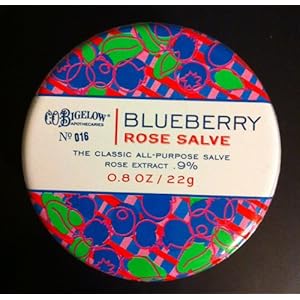 C.O.BIGELOW®
APOTHECARIES
Nº 016
BLUEBERRY
ROSE SALVE
THE CLASSIC ALL-PURPOSE SALVE
ROSE EXTRACT .9%
0.8 OZ / 22g